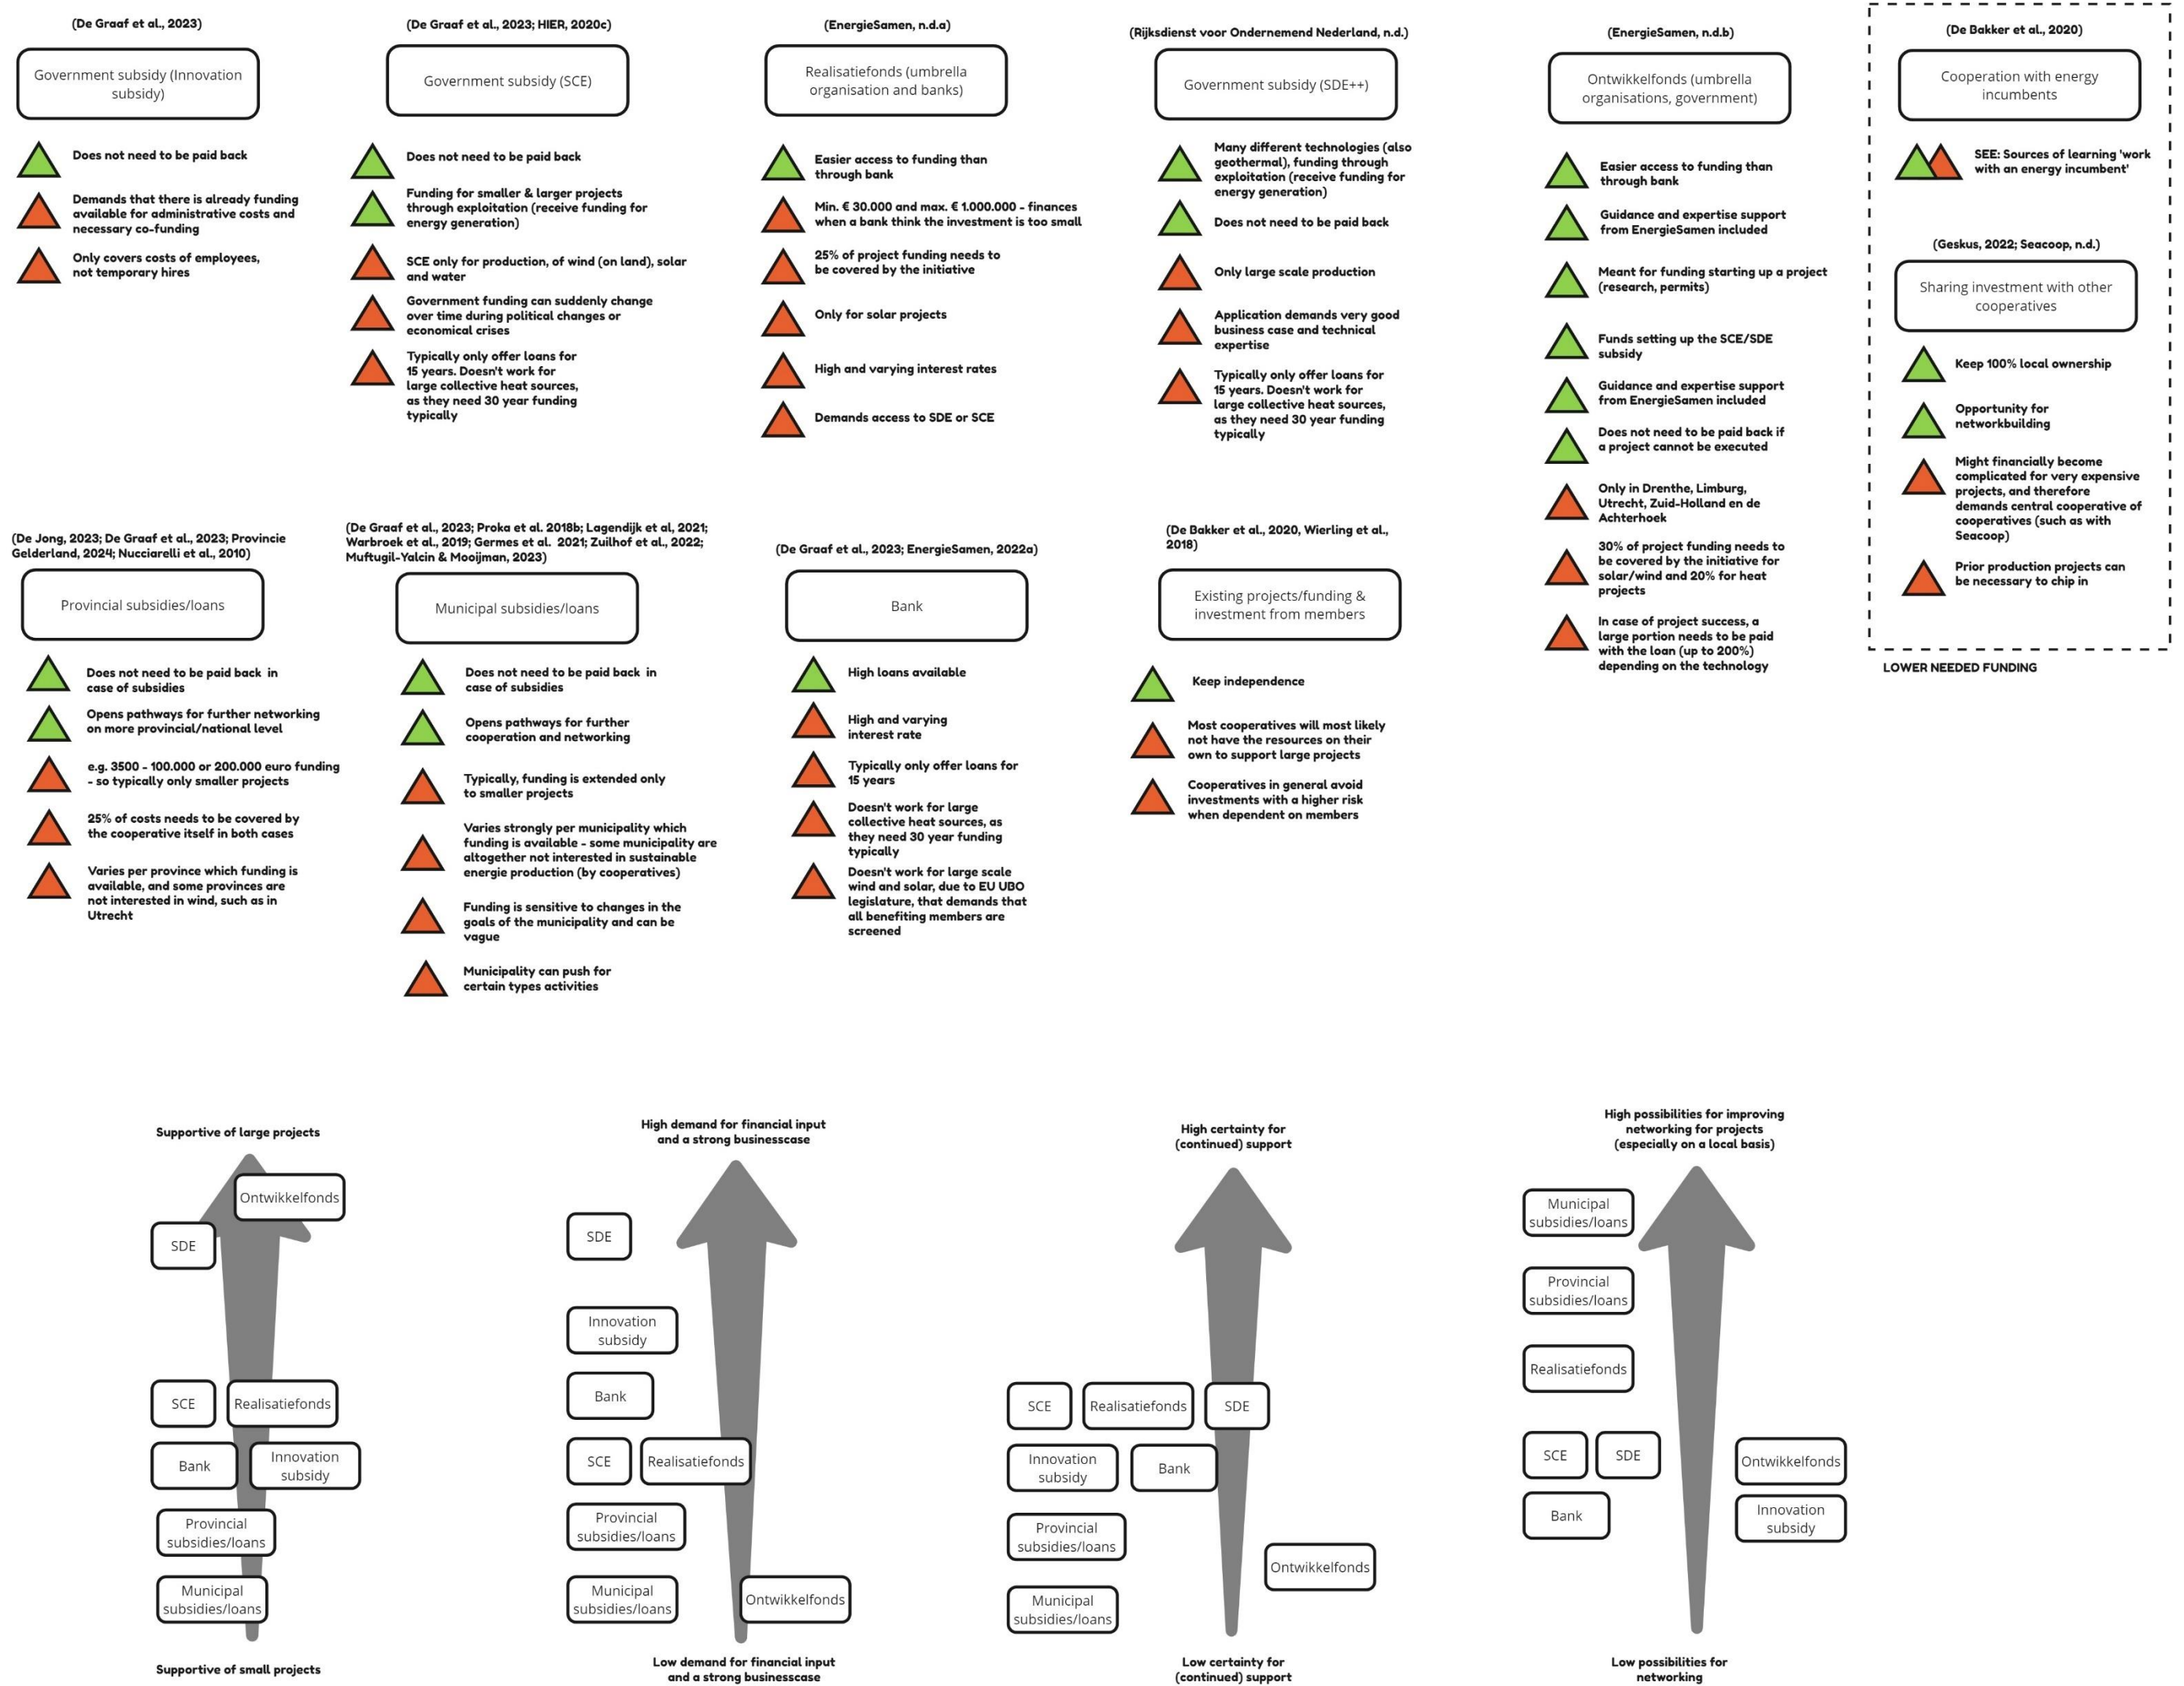 (De Graaf et al., 2023)
Government subsidy (Innovation
subsidy)
Does not need to be paid back
Demands that there is already funding
available for administrative costs and
necessary co-funding
Only covers costs of employees,
not temporary hires
(De Graaf et al., 2023; HIER, 2020c)
Government subsidy (SCE)
Does not need to be paid back
Funding for smaller & larger projects
through exploitation (receive funding for
energy generation)
SCE only for production, of wind (on land), solar
and water
Government funding can suddenly change
over time during political changes or
economical crises
Typically only offer loans for
15 years. Doesn't work for
large collective heat sources,
as they need 30 year funding
typically
(EnergieSamen, n.d.a)
Realisatiefonds (umbrella
organisation and banks)
Easier access to funding than
through bank
Min. € 30.000 and max. € 1.000.000 - finances
when a bank think the investment is too small
25% of project funding needs to
be covered by the initiative
Only for solar projects
High and varying interest rates
Demands access to SDE or SCE
(Rijksdienst voor Ondernemend Nederland, n.d.)
Government subsidy (SDE++)
Many different technologies (also
geothermal), funding through
exploitation (receive funding for
energy generation)
Does not need to be paid back
Only large scale production
Application demands very good
business case and technical
expertise
Typically only offer loans for
15 years. Doesn't work for
large collective heat sources,
as they need 30 year funding
typically
(EnergieSamen, n.d.b)
Ontwikkelfonds (umbrella
organisations, government)
Easier access to funding than
through bank
Guidance and expertise support
from EnergieSamen included
Meant for funding starting up a project
(research, permits)
Funds setting up the SCE/SDE
subsidy
Guidance and expertise support
from EnergieSamen included
Does not need to be paid back if
a project cannot be executed
Only in Drenthe, Limburg,
Utrecht, Zuid-Holland en de
Achterhoek
30% of project funding needs to
be covered by the initiative for
solar/wind and 20% for heat
projects
In case of project success, a
large portion needs to be paid
with the loan (up to 200%)
depending on the technology
(De Bakker et al., 2020)
Cooperation with energy
incumbents
SEE: Sources of learning 'work
with an energy incumbent'
(Geskus, 2022; Seacoop, n.d.)
Sharing investment with other
cooperatives
Keep 100% local ownership
Opportunity for
networkbuilding
Might financially become
complicated for very expensive
projects, and therefore
demands central cooperative of
cooperatives (such as with
Seacoop)
Prior production projects can
be necessary to chip in
LOWER NEEDED FUNDING
(De Jong, 2023; De Graaf et al., 2023; Provincie
Gelderland, 2024; Nucciarelli et al., 2010)
Provincial subsidies/loans
Does not need to be paid back in
case of subsidies
Opens pathways for further networking
on more provincial/national level
e.g. 3500 - 100.000 or 200.000 euro funding
- so typically only smaller projects
25% of costs needs to be covered by
the cooperative itself in both cases
Varies per province which funding is
available, and some provinces are
not interested in wind, such as in
Utrecht
(De Graaf et al., 2023; Proka et al. 2018b; Lagendijk et al, 2021;
Warbroek et al., 2019; Germes et al. 2021; Zuilhof et al., 2022;
Muftugil-Yalcin & Mooijman, 2023)
Municipal subsidies/loans
Does not need to be paid back in
case of subsidies
Opens pathways for further
cooperation and networking
Typically, funding is extended only
to smaller projects
Varies strongly per municipality which
funding is available - some municipality are
altogether not interested in sustainable
energie production (by cooperatives)
Funding is sensitive to changes in the
goals of the municipality and can be
vague
Municipality can push for
certain types activities
(De Graaf et al., 2023; EnergieSamen, 2022a)
Bank
High loans available
High and varying
interest rate
Typically only offer loans for
15 years
Doesn't work for large
collective heat sources, as
they need 30 year funding
typically
Doesn't work for large scale
wind and solar, due to EU UBO
legislature, that demands that
all benefiting members are
screened
(De Bakker et al., 2020, Wierling et al.,
2018)
Existing projects/funding &
investment from members
Keep independence
Most cooperatives will most likely
not have the resources on their
own to support large projects
Cooperatives in general avoid
investments with a higher risk
when dependent on members
Supportive of large projects
Ontwikkelfonds
SDE
SCE
Realisatiefonds
Bank
Innovation
subsidy
Provincial
subsidies/loans
Municipal
subsidies/loans
Supportive of small projects
High demand for financial input
and a strong businesscase
SDE
Innovation
subsidy
Bank
SCE
Realisatiefonds
Provincial
subsidies/loans
Municipal
subsidies/loans
Ontwikkelfonds
Low demand for financial input
and a strong businesscase
High certainty for
(continued) support
SCE
Realisatiefonds
SDE
Innovation
subsidy
Bank
Provincial
subsidies/loans
Ontwikkelfonds
Municipal
subsidies/loans
Low certainty for
(continued) support
High possibilities for improving
networking for projects
(especially on a local basis)
Municipal
subsidies/loans
Provincial
subsidies/loans
Realisatiefonds
SCE
SDE
Ontwikkelfonds
Bank
Innovation
subsidy
Low possibilities for
networking